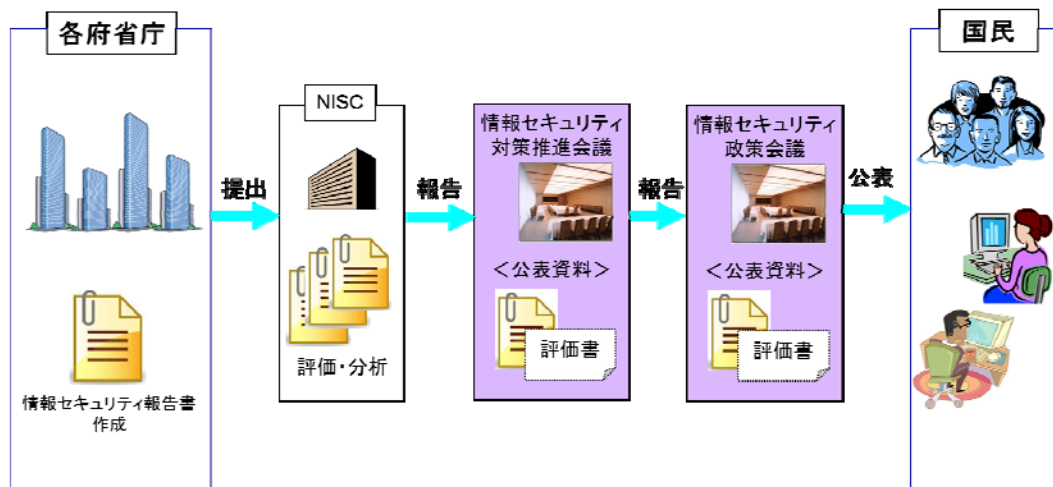 各府省庁
情報セキュリティ報告書
作成
提出
NISC
評価・分析
報告
情報セキュリティ
対策推進会議
＜公表資料＞
評価書
報告
情報セキュリティ
政策会議
＜公表資料＞
評価書
公表
国民